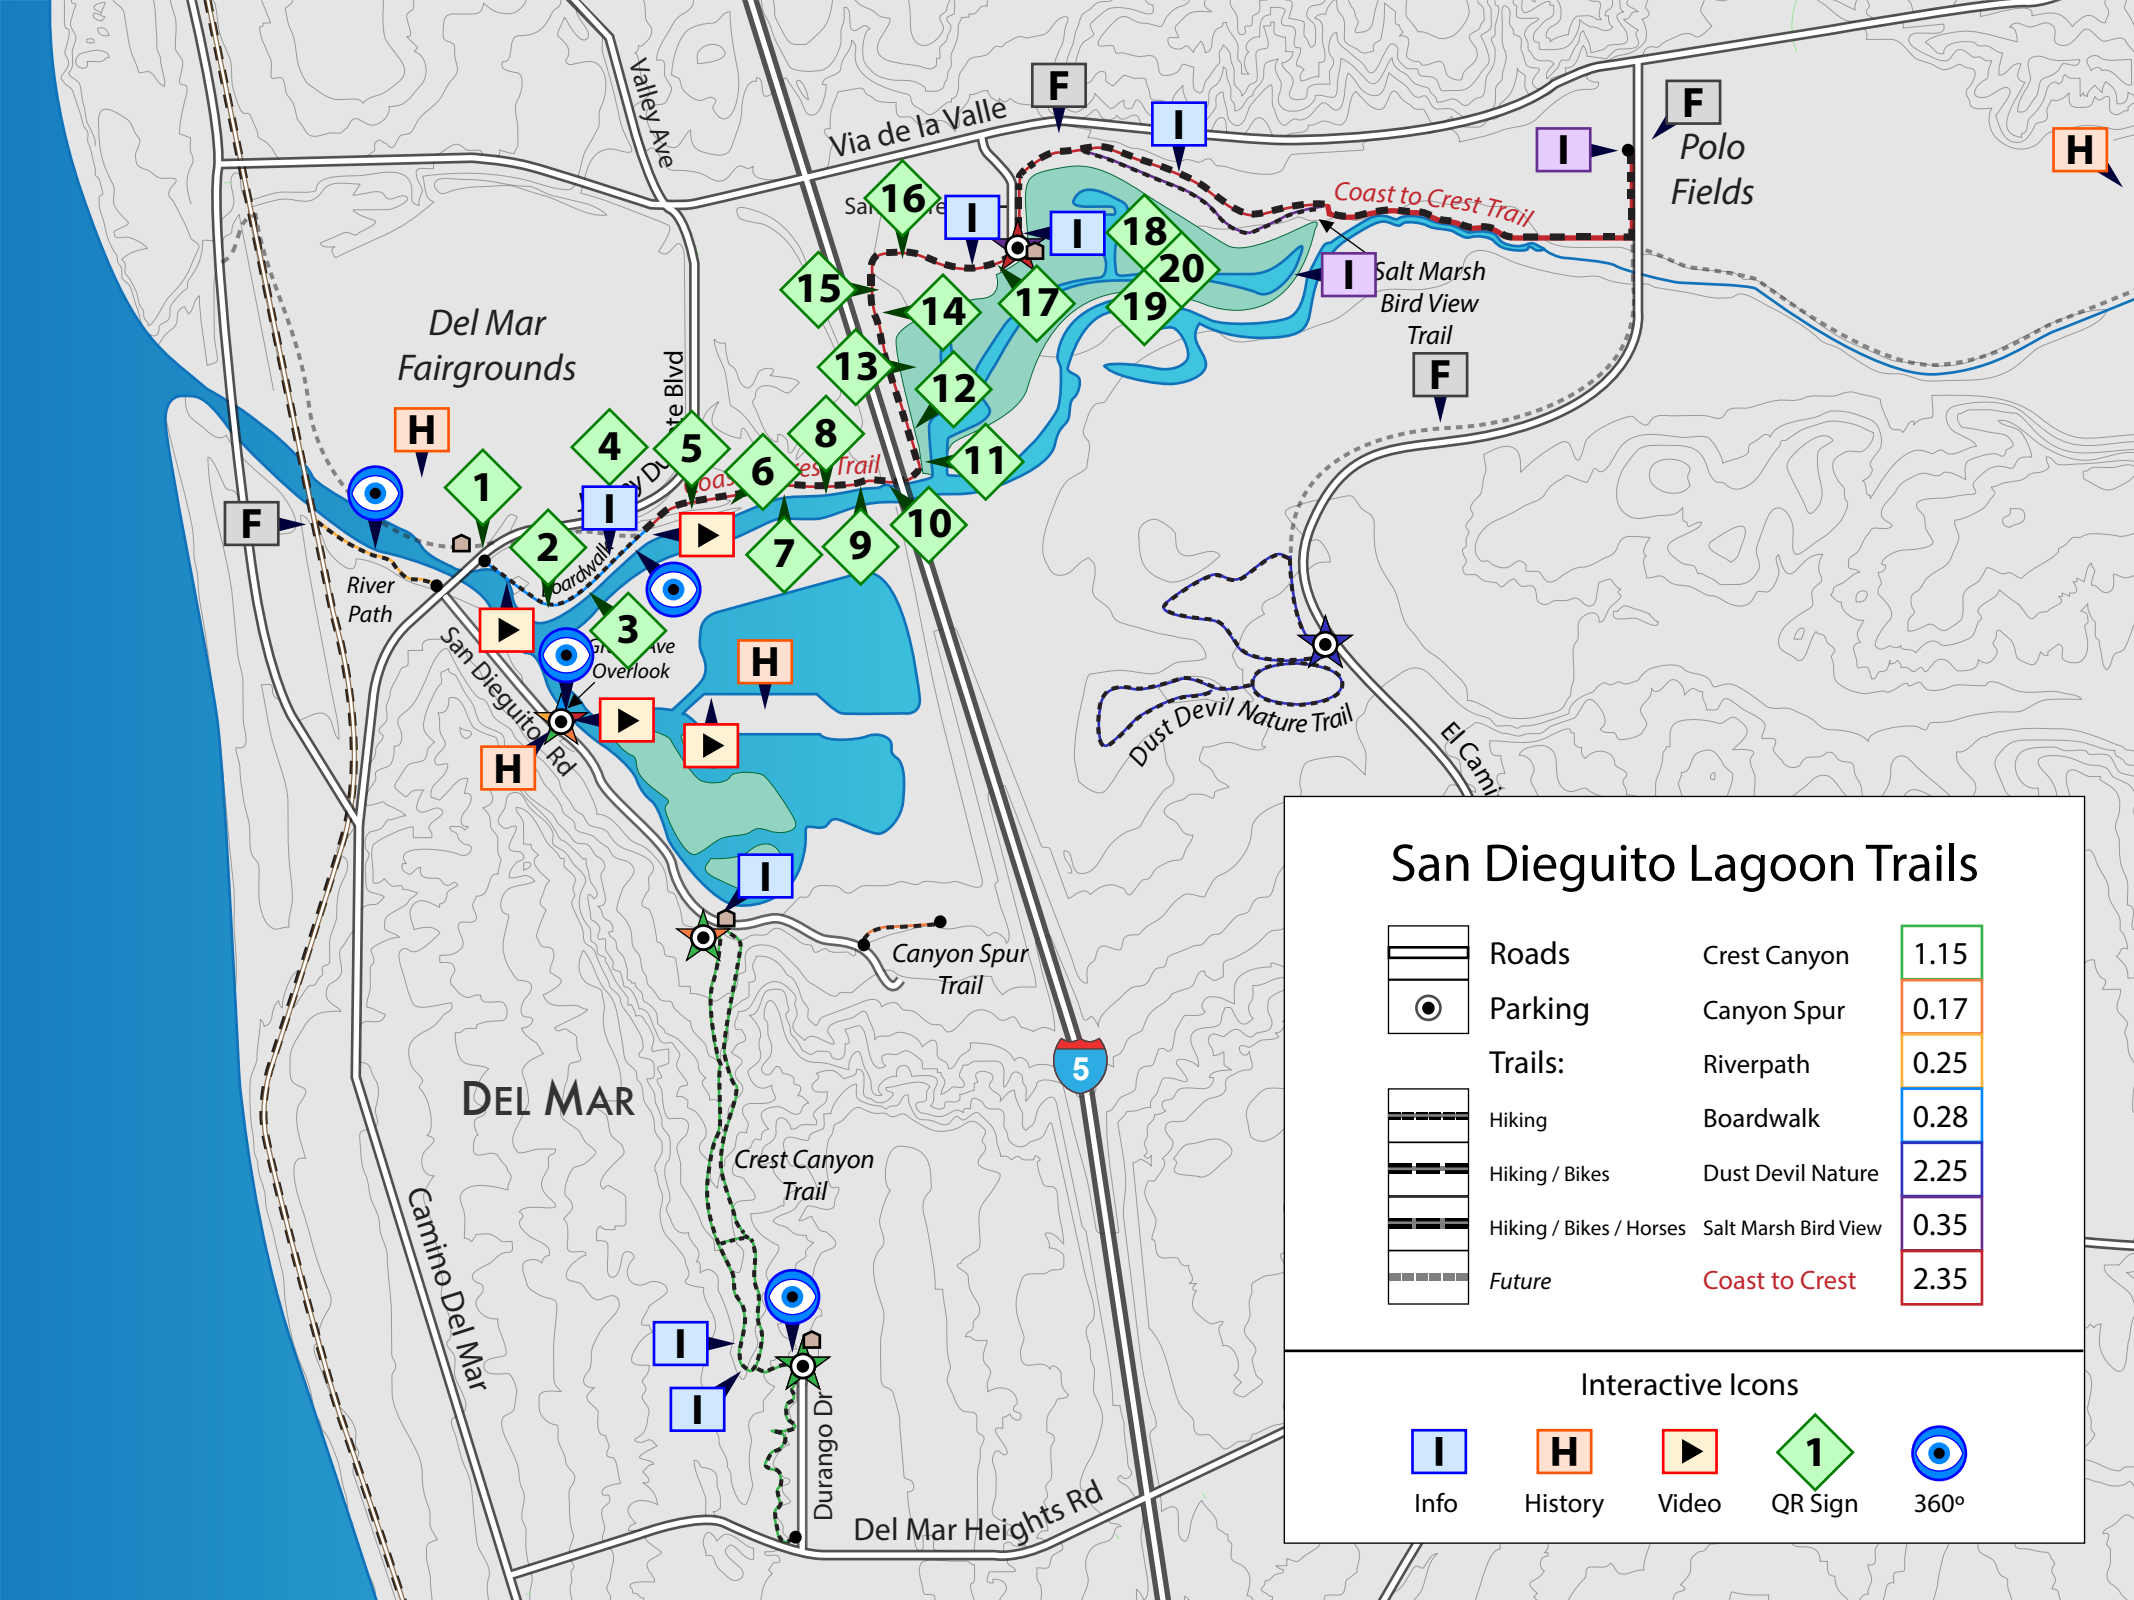 Valley Ave
Via de la Valle
F
I
F
I
Polo
Fields
H
16
I
I
18
Coast to Crest Trail
15
14
17
20
19
I
Salt Marsh
Bird View
Trail
Del Mar
Fairgrounds
13
12
F
H
4
5
8
6
Trail
11
1
I
F
2
Boardwalk
7
9
10
River
Path
3
Overlook
H
San Dieguito Rd
H
Dust Devil Nature Trail
I
Canyon Spur
Trail
5
DEL MAR
Crest Canyon
Trail
Camino Del Mar
I
I
Durango Dr
Del Mar Heights Rd
San Dieguito Lagoon Trails
Roads
Crest Canyon
1.15
Parking
Canyon Spur
0.17
Trails:
Riverpath
0.25
Hiking
Boardwalk
0.28
Hiking / Bikes
Dust Devil Nature
2.25
Hiking / Bikes / Horses
Salt Marsh Bird View
0.35
Future
Coast to Crest
2.35
Interactive Icons
I
H
1
Info
History
Video
QR Sign
360º